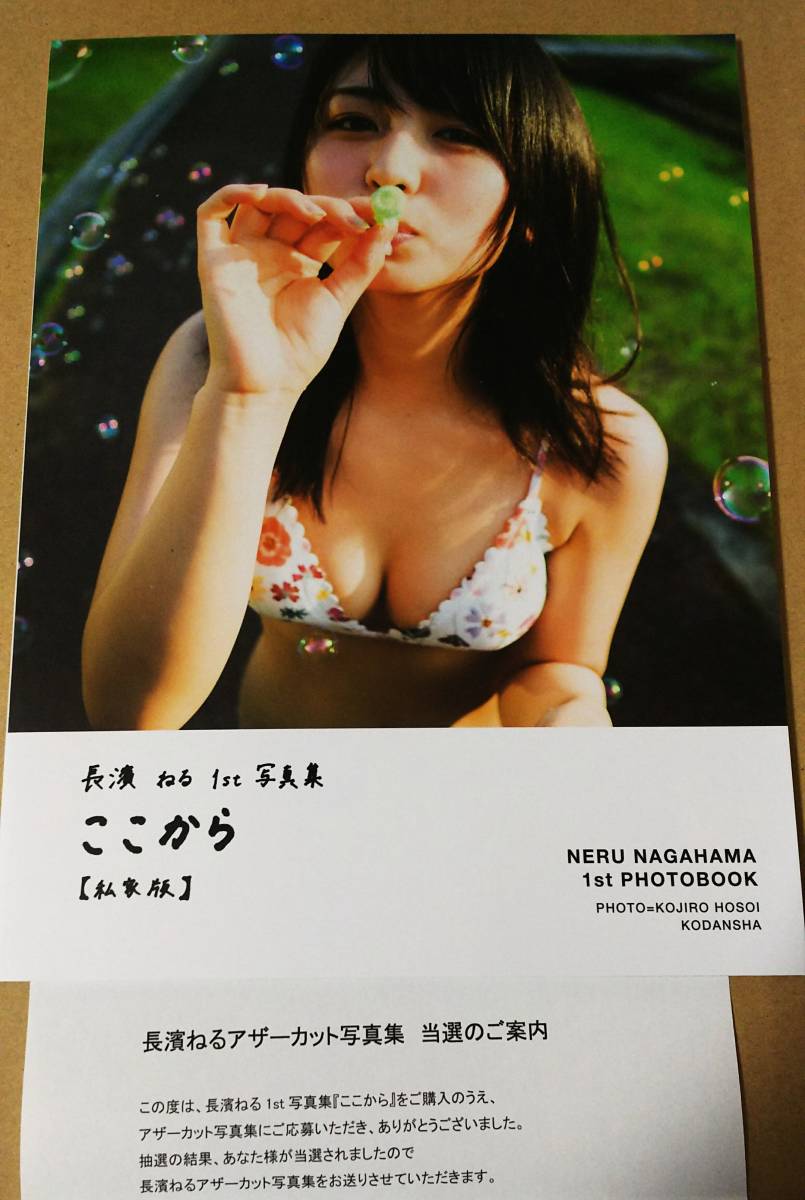 長濱 ねる 1st 写真集
ここから
【私家版】
NERU NAGAHAMA
1st PHOTOBOOK
PHOTO=KOJIRO HOSOI
KODANSHA
長濱ねるアザーカット写真集　当選のご案内
この度は、長濱ねる1st写真集『ここから』をご購入のうえ、
アザーカット写真集にご応募いただき、ありがとうございました。
抽選の結果、あなた様が当選されましたので
長濱ねるアザーカット写真集をお送りさせていただきます。